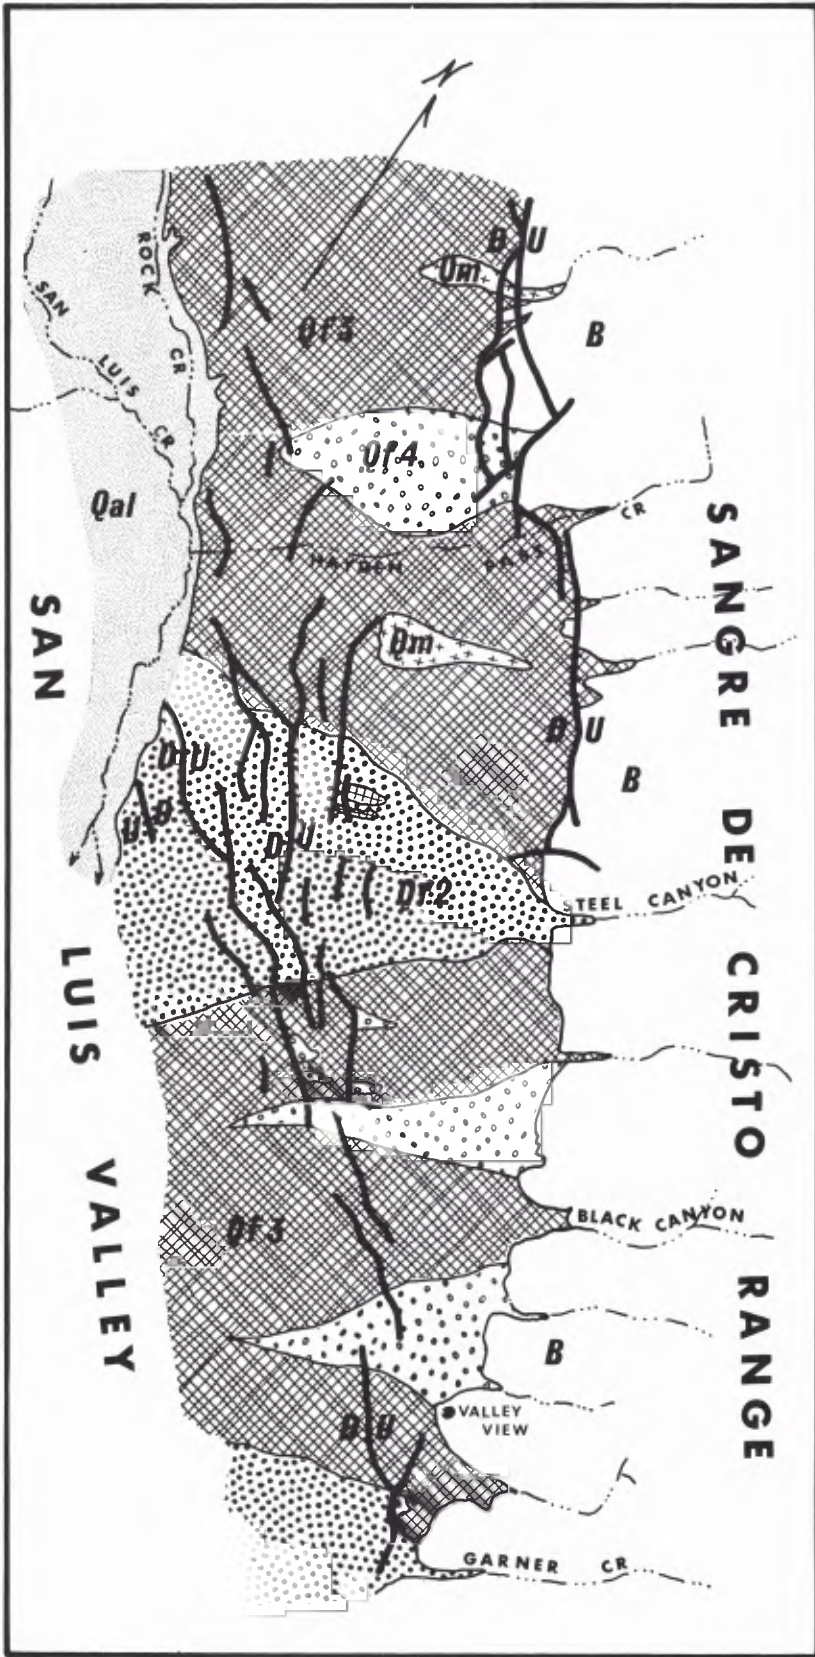 N
D U
Qm
B
ROCK CR
SAN LUIS CR
Qf3
Qf4
Qal
CR
HAYDEN PASS
Qm
D U
B
D U
U D
D U
Qf2
STEEL CANYON
Qf3
BLACK CANYON
B
VALLEY
VIEW
D U
GARNER CR
SAN LUIS VALLEY
SANGRE DE CRISTO RANGE